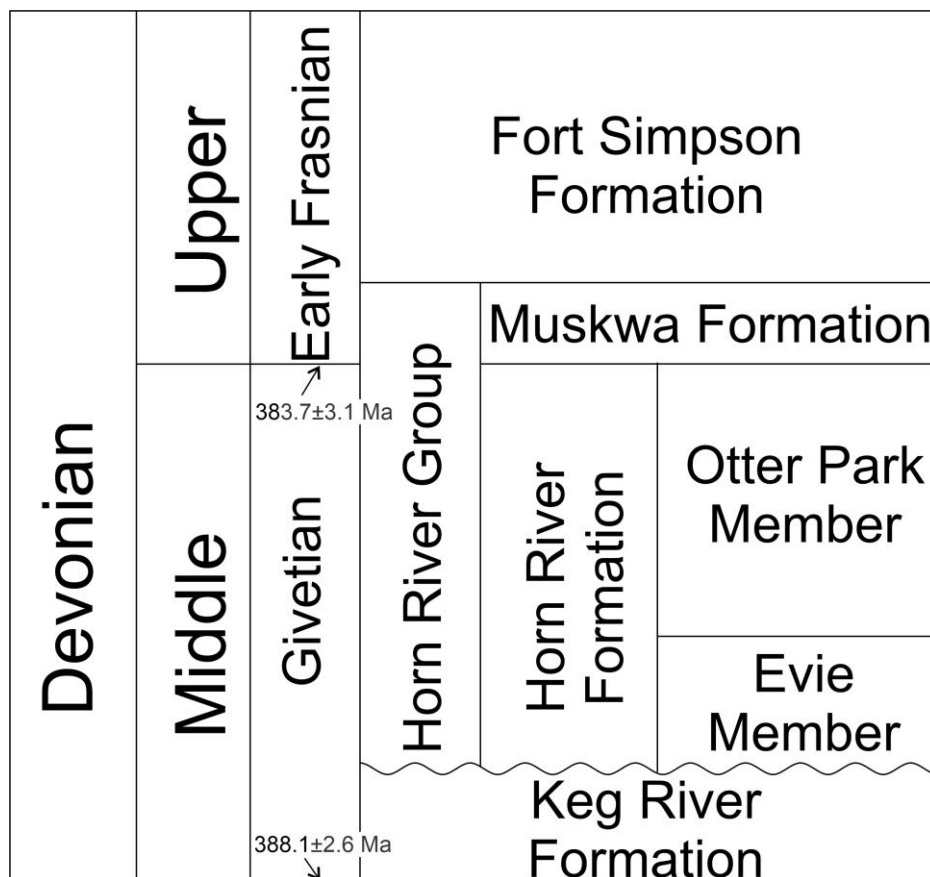 Devonian
Upper
Middle
Early Frasnian
383.7±3.1 Ma
Givetian
388.1±2.6 Ma
Fort Simpson
Formation
Horn River Group
Muskwa Formation
Horn River
Formation
Otter Park
Member
Evie
Member
Keg River
Formation